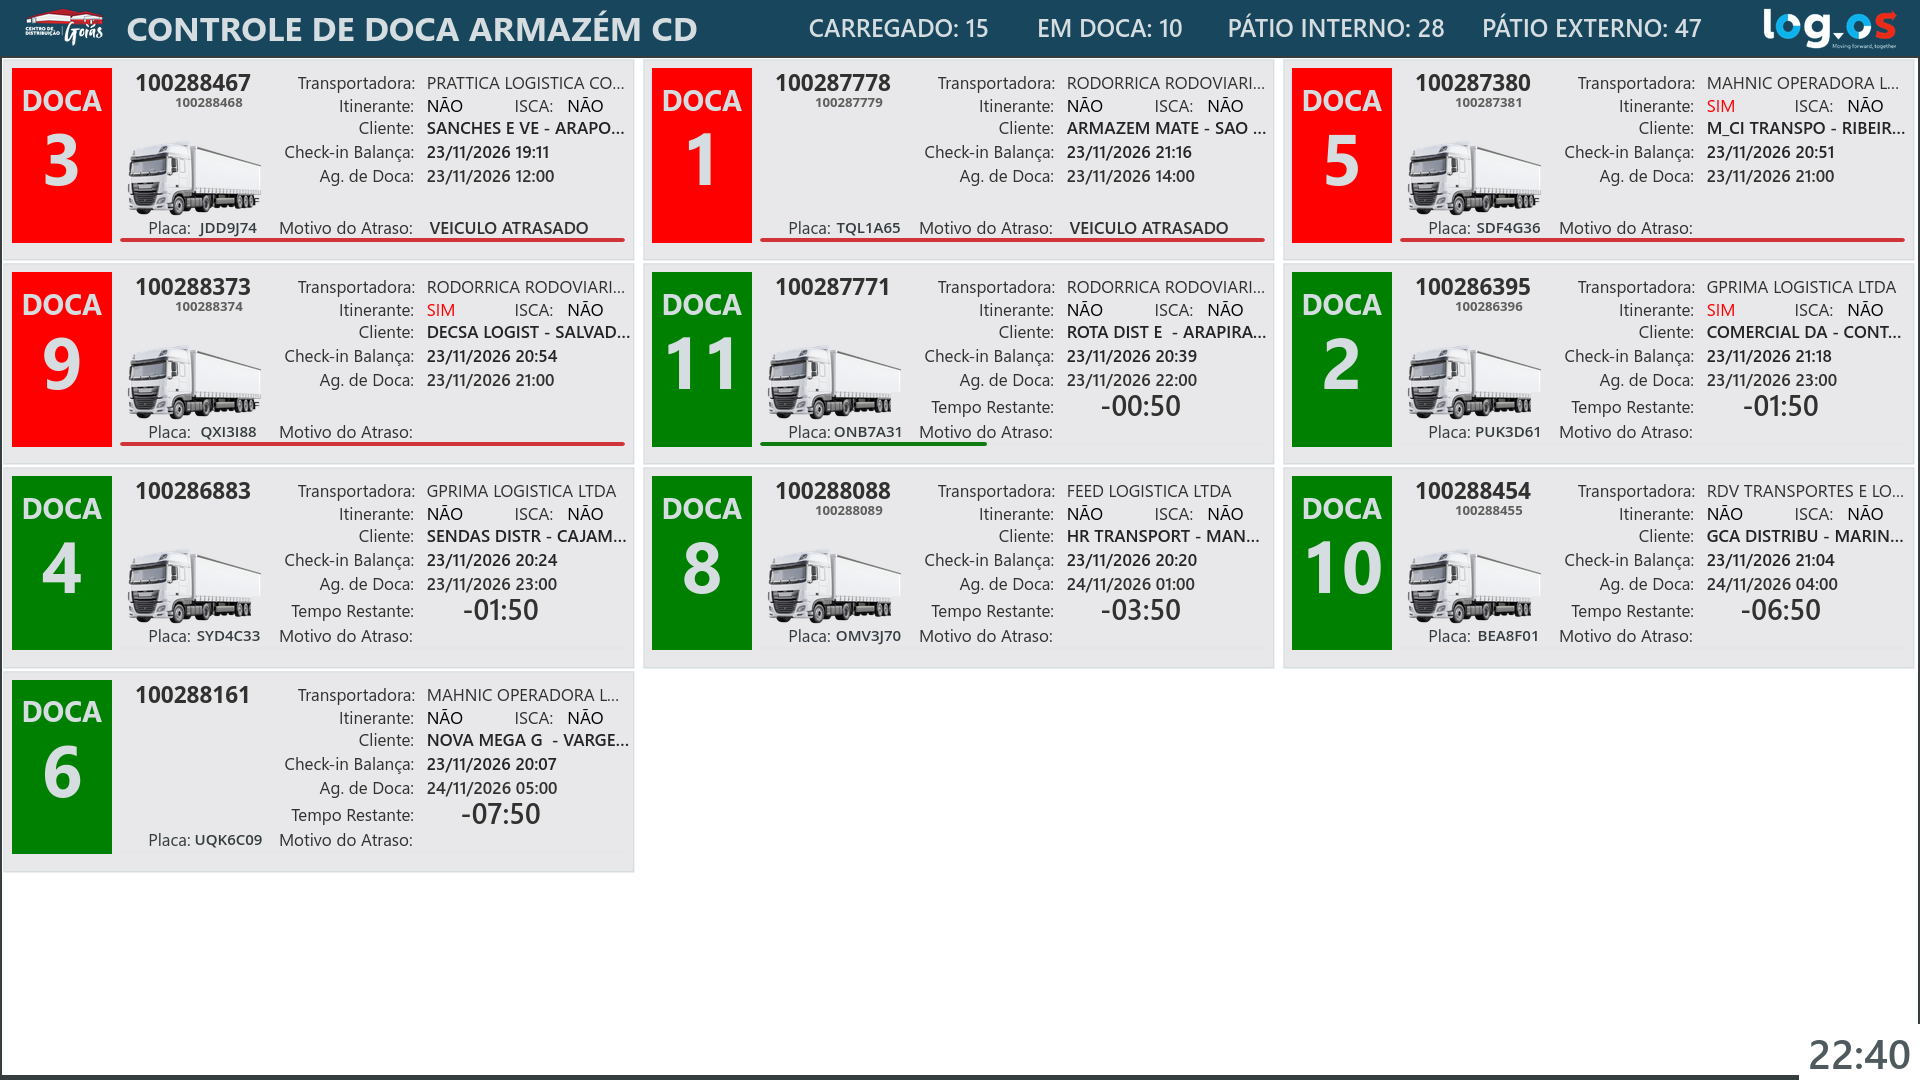 CENTRO DE DISTRIBUIÇÃO Goiás
CONTROLE DE DOCA ARMAZÉM CD
CARREGADO: 15 EM DOCA: 10 PÁTIO INTERNO: 28 PÁTIO EXTERNO: 47
log.os
Moving forward, together
DOCA
3
100288467
100288468
Transportadora: PRATTICA LOGISTICA CO...
Itinerante: NÃO ISCA: NÃO
Cliente: SANCHES E VE - ARAPO...
Check-in Balança: 23/11/2026 19:11
Ag. de Doca: 23/11/2026 12:00
Placa: JDD9J74 Motivo do Atraso: VEICULO ATRASADO
DOCA
1
100287778
100287779
Transportadora: RODORRICA RODOVIARI...
Itinerante: NÃO ISCA: NÃO
Cliente: ARMAZEM MATE - SAO ...
Check-in Balança: 23/11/2026 21:16
Ag. de Doca: 23/11/2026 14:00
Placa: TQL1A65 Motivo do Atraso: VEICULO ATRASADO
DOCA
5
100287380
100287381
Transportadora: MAHNIC OPERADORA L...
Itinerante: SIM ISCA: NÃO
Cliente: M_CI TRANSPO - RIBEIR...
Check-in Balança: 23/11/2026 20:51
Ag. de Doca: 23/11/2026 21:00
Placa: SDF4G36 Motivo do Atraso:
DOCA
9
100288373
100288374
Transportadora: RODORRICA RODOVIARI...
Itinerante: SIM ISCA: NÃO
Cliente: DECSA LOGIST - SALVAD...
Check-in Balança: 23/11/2026 20:54
Ag. de Doca: 23/11/2026 21:00
Placa: QXI3I88 Motivo do Atraso:
DOCA
11
100287771
Transportadora: RODORRICA RODOVIARI...
Itinerante: NÃO ISCA: NÃO
Cliente: ROTA DIST E - ARAPIRA...
Check-in Balança: 23/11/2026 20:39
Ag. de Doca: 23/11/2026 22:00
Tempo Restante: -00:50
Placa: ONB7A31 Motivo do Atraso:
DOCA
2
100286395
100286396
Transportadora: GPRIMA LOGISTICA LTDA
Itinerante: SIM ISCA: NÃO
Cliente: COMERCIAL DA - CONT...
Check-in Balança: 23/11/2026 21:18
Ag. de Doca: 23/11/2026 23:00
Tempo Restante: -01:50
Placa: PUK3D61 Motivo do Atraso:
DOCA
4
100286883
Transportadora: GPRIMA LOGISTICA LTDA
Itinerante: NÃO ISCA: NÃO
Cliente: SENDAS DISTR - CAJAM...
Check-in Balança: 23/11/2026 20:24
Ag. de Doca: 23/11/2026 23:00
Tempo Restante: -01:50
Placa: SYD4C33 Motivo do Atraso:
DOCA
8
100288088
100288089
Transportadora: FEED LOGISTICA LTDA
Itinerante: NÃO ISCA: NÃO
Cliente: HR TRANSPORT - MAN...
Check-in Balança: 23/11/2026 20:20
Ag. de Doca: 24/11/2026 01:00
Tempo Restante: -03:50
Placa: OMV3J70 Motivo do Atraso:
DOCA
10
100288454
100288455
Transportadora: RDV TRANSPORTES E LO...
Itinerante: NÃO ISCA: NÃO
Cliente: GCA DISTRIBU - MARIN...
Check-in Balança: 23/11/2026 21:04
Ag. de Doca: 24/11/2026 04:00
Tempo Restante: -06:50
Placa: BEA8F01 Motivo do Atraso:
DOCA
6
100288161
Transportadora: MAHNIC OPERADORA L...
Itinerante: NÃO ISCA: NÃO
Cliente: NOVA MEGA G - VARGE...
Check-in Balança: 23/11/2026 20:07
Ag. de Doca: 24/11/2026 05:00
Tempo Restante: -07:50
Placa: UQK6C09 Motivo do Atraso:
22:40